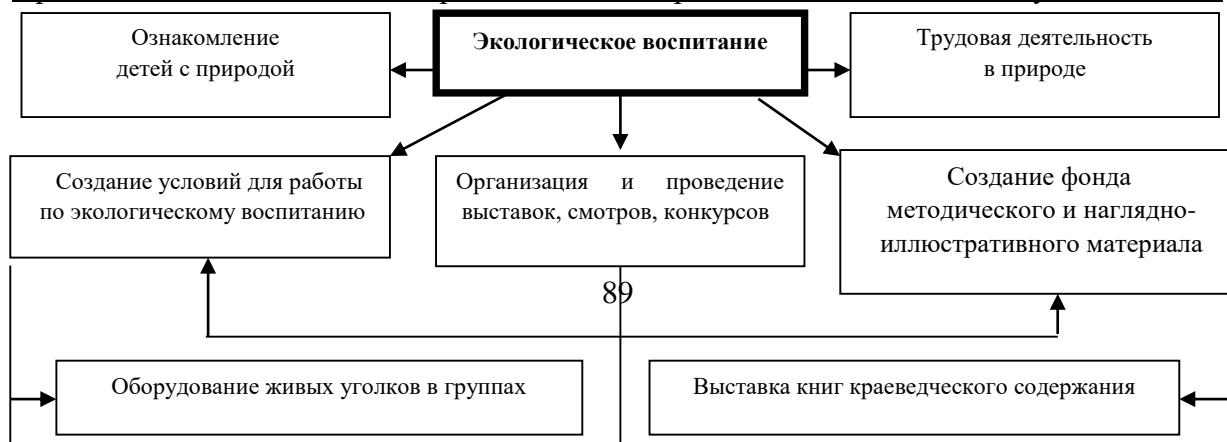 Ознакомление
детей с природой
Экологическое воспитание
Трудовая деятельность
в природе
Создание условий для работы
по экологическому воспитанию
Организация и проведение
выставок, смотров, конкурсов
Создание фонда
методического и наглядно-
иллюстративного материала
89
Оборудование живых уголков в группах
Выставка книг краеведческого содержания